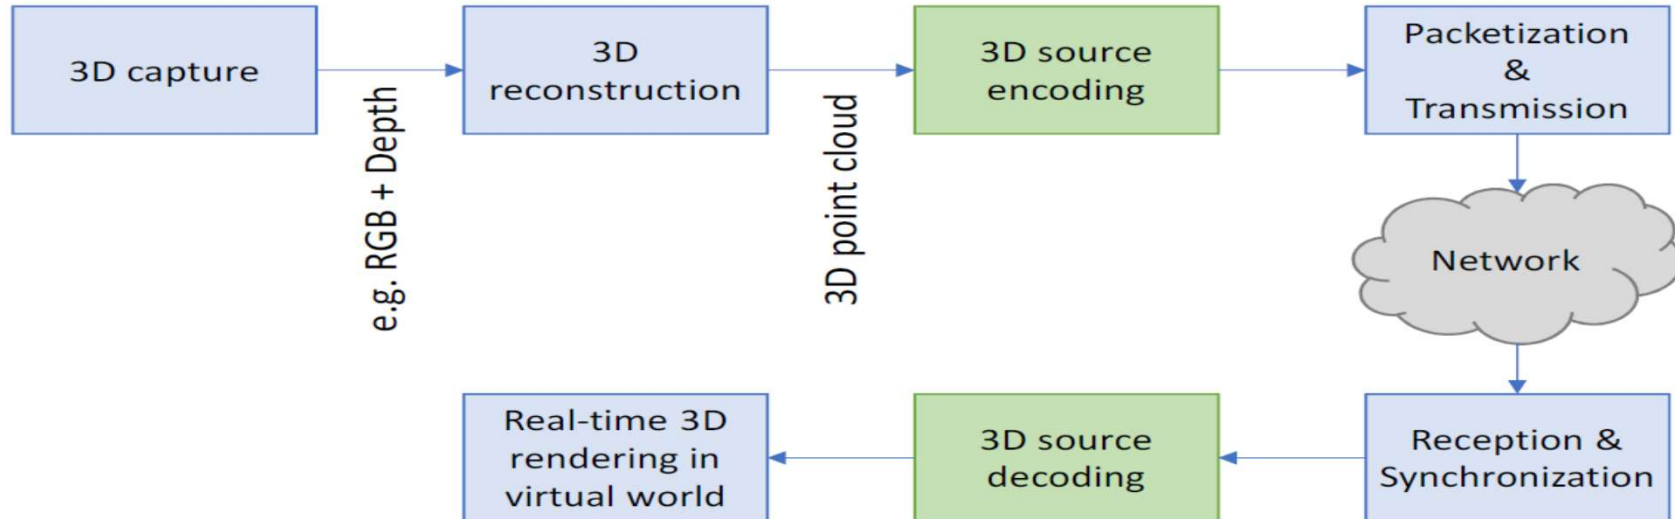 3D capture
e.g. RGB + Depth
3D
reconstruction
3D point cloud
3D source
encoding
Packetization
&
Transmission
Network
Reception &
Synchronization
3D source
decoding
Real-time 3D
rendering in
virtual world